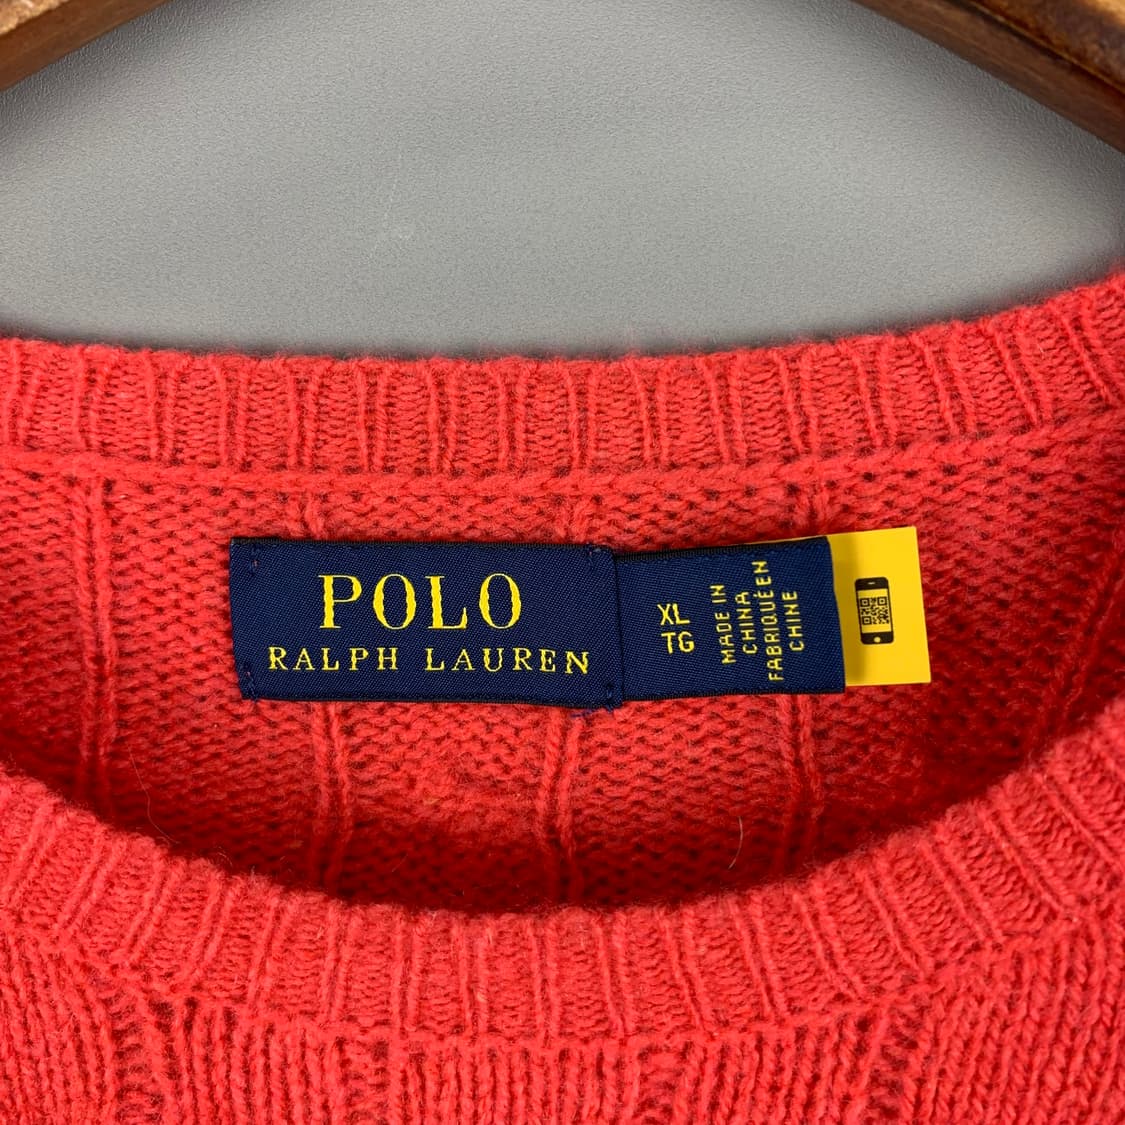 POLO
RALPH LAUREN
XL
TG
MADE IN
CHINA
FABRIQUÉ EN
CHINE